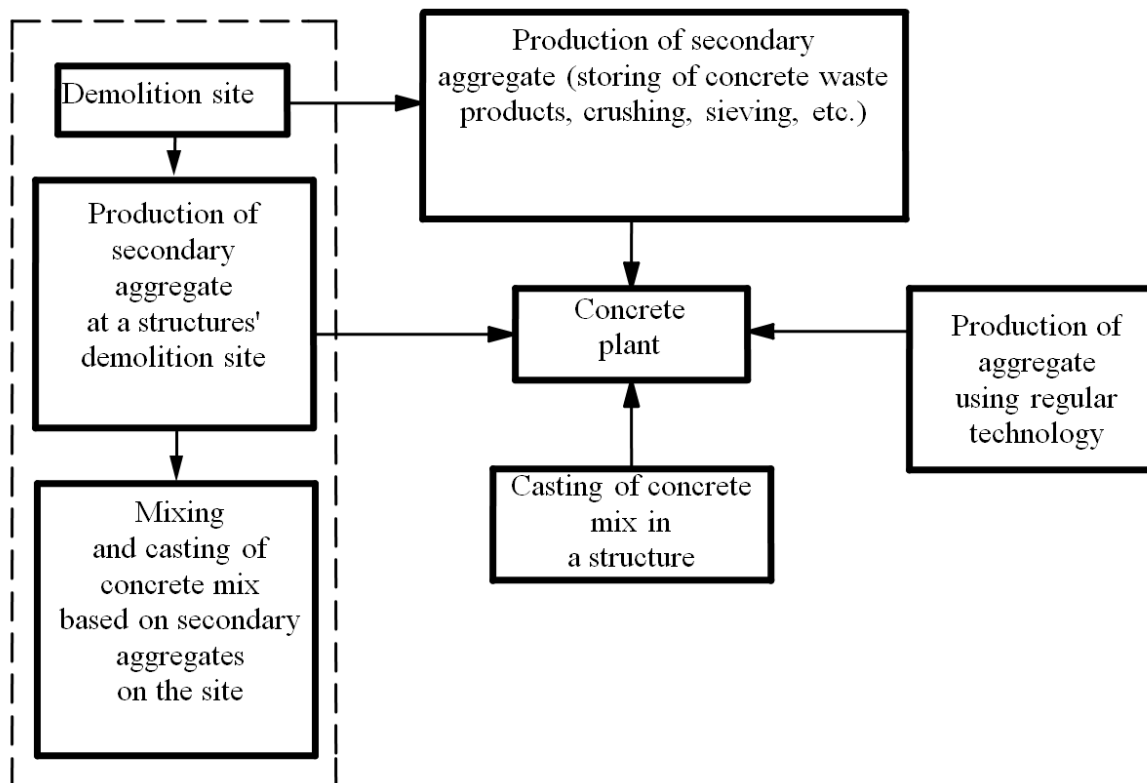 Demolition site
Production of
secondary
aggregate
at a structures'
demolition site
Mixing
and casting of
concrete mix
based on secondary
aggregates
on the site
Production of secondary
aggregate (storing of concrete waste
products, crushing, sieving, etc.)
Concrete
plant
Casting of concrete
mix in
a structure
Production of
aggregate
using regular
technology